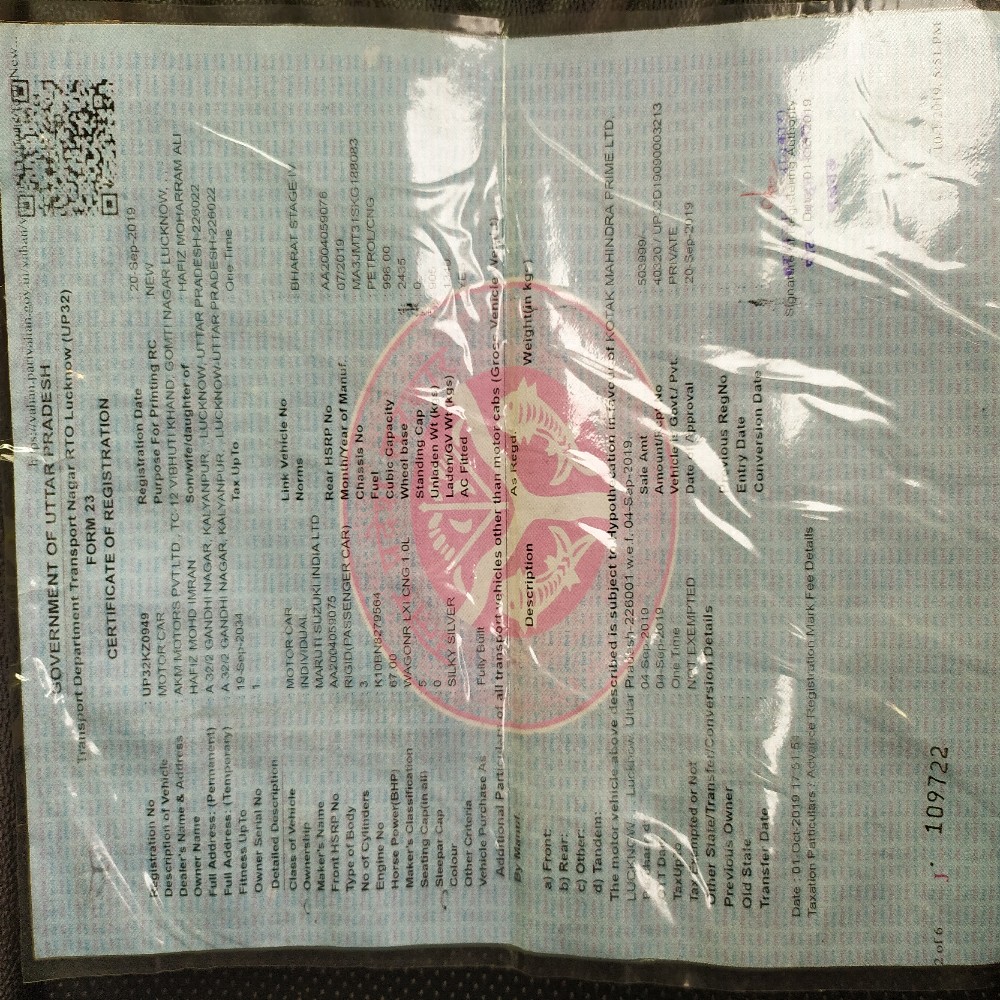 https://vahan.parivahan.gov.in/vahan/v
GOVERNMENT OF UTTAR PRADESH
Transport Department Transport Nagar RTO Lucknow (UP32)
FORM 23
CERTIFICATE OF REGISTRATION
Registration No : UP32KZ0949 Registration Date : 20-Sep-2019
Description of Vehicle MOTOR CAR Purpose For Printing RC NEW
Dealer's Name & Address AKM MOTORS PVT LTD , TC-12 VIBHUTI KHAND, GOMTI NAGAR LUCKNOW, , ,
Owner Name HAFIZ MOHD IMRAN Son/wife/daughter of HAFIZ MOHARRAM ALI
Full Address: (Permanent) A 32/2 GANDHI NAGAR, KALYANPUR, LUCKNOW, UTTAR PRADESH-226022
Full Address: (Temporary) A 32/2 GANDHI NAGAR, KALYANPUR, LUCKNOW-UTTAR PRADESH-226022
Fitness UpTo 19-Sep-2034 Tax UpTo One Time
Owner Serial No 1
Detailed Description
Class of Vehicle MOTOR CAR Link Vehicle No
Ownership INDIVIDUAL Norms BHARAT STAGE IV
Maker's Name MARUTI SUZUKI INDIA LTD
Front HSRP No AA2004059075 Rear HSRP No AA2004059076
Type of Body RIGID(PASSENGER CAR) Month/Year of Manuf. 07/2019
No of Cylinders 3 Chassis No MA3JMT31SKG188083
Engine No K10BN8279564 Fuel PETROL/CNG
Horse Power(BHP) 67.00 Cubic Capacity 998.00
Maker's Classification WAGONR LXI CNG 1.0L Wheel base 2435
Seating Cap(in all) 5 Standing Cap 0
Sleepar Cap 0 Unladen Wt (kgs)
Colour SILKY SILVER Laden/GV Wt (kgs)
Other Criteria AC Fitted
Vehicle Purchase As Fully Built
Additional Particulars of all transport vehicles other than motor cabs (Gross Vehicle Weight)
By Manuf. Description As Regd. Weight(in kgs)
a) Front:
b) Rear:
c) Other:
d) Tandem:
The motor vehicle above described is subject to Hypothecation in favour of KOTAK MAHINDRA PRIME LTD,
Lucknow, Uttar Pradesh-226001 w.e.f. 04-Sep-2019.
04-Sep-2019 Sale Amt 503999/-
04-Sep-2019 Amount/Rcpt No
TaxUpto One Time Vehicle is Govt./ Pvt. PRIVATE
Tax Exempted or Not NOT EXEMPTED Date Approval :20-Sep-2019
Other State/Transfer/Conversion Details
Previous Owner Previous RegNo
Old State Entry Date
Transfer Date Conversion Date
Date : 01-Oct-2019
Taxation Particulars / Advance Registration Mark Fee Details
2 of 6
J 109722